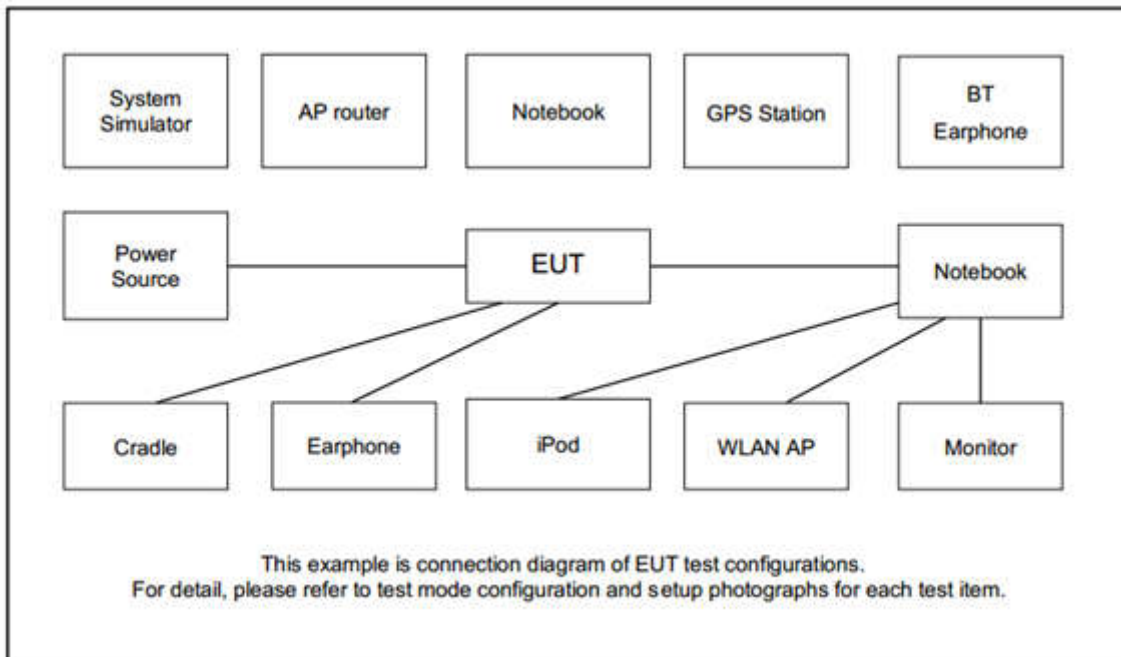 System
Simulator
AP router
Notebook
GPS Station
BT
Earphone
Power
Source
EUT
Notebook
Cradle
Earphone
iPod
WLAN AP
Monitor
This example is connection diagram of EUT test configurations.
For detail, please refer to test mode configuration and setup photographs for each test item.